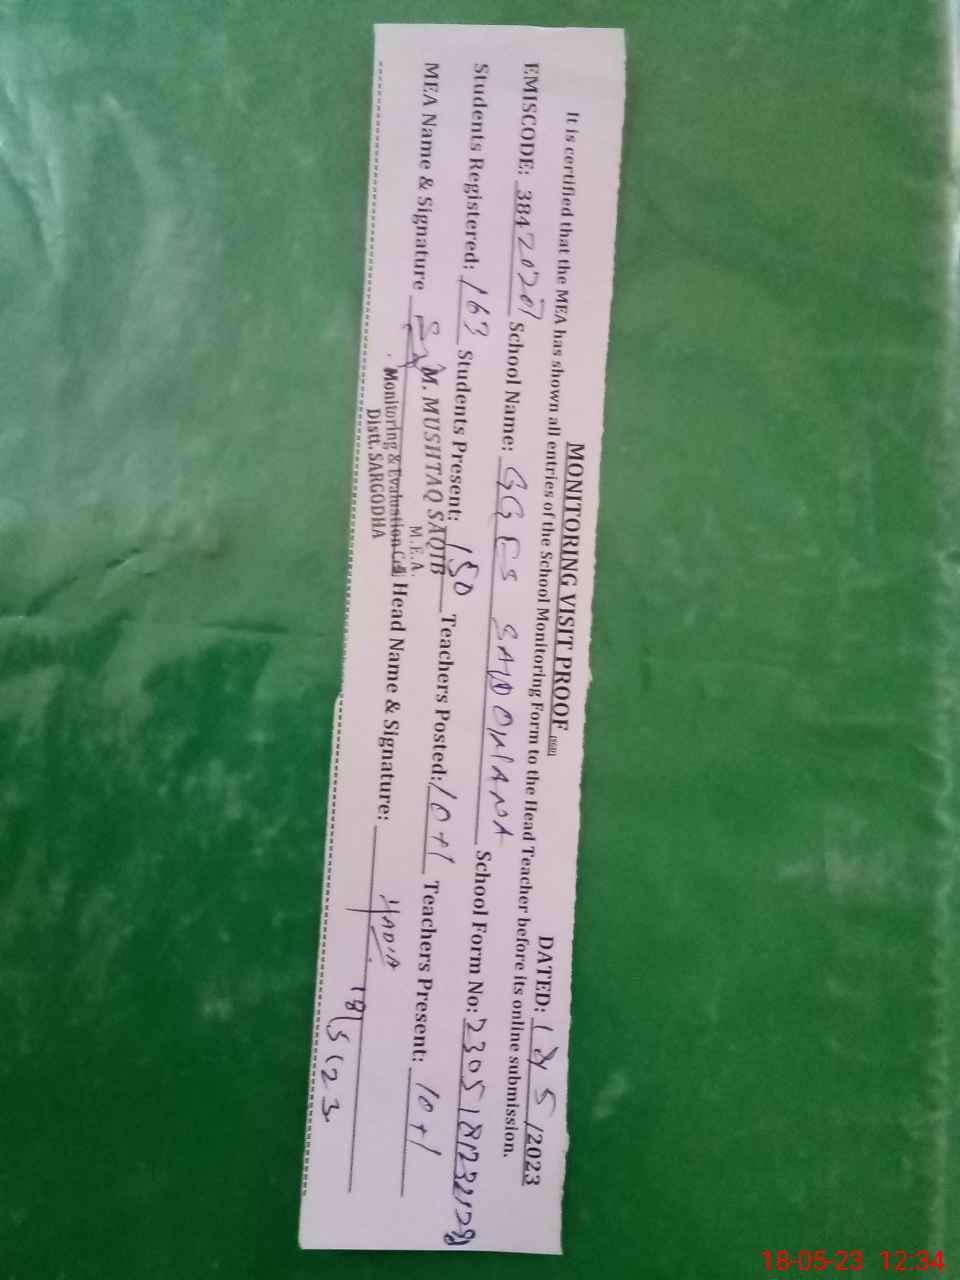 MONITORING VISIT PROOF (SED) DATED: 18/5/2023
It is certified that the MEA has shown all entries of the School Monitoring Form to the Head Teacher before its online submission.
EMISCODE: School Name: GGES School Form No:
Students Registered: 163 Students Present: 150 Teachers Posted: 10+1 Teachers Present: 10+1
MEA Name & Signature M. MUSHTAQ SAQIB Head Name & Signature: HADIA
M.E.A.
Monitoring & Evaluation Cell
Distt. SARGODHA
18/5/23
18-05-23 12:34